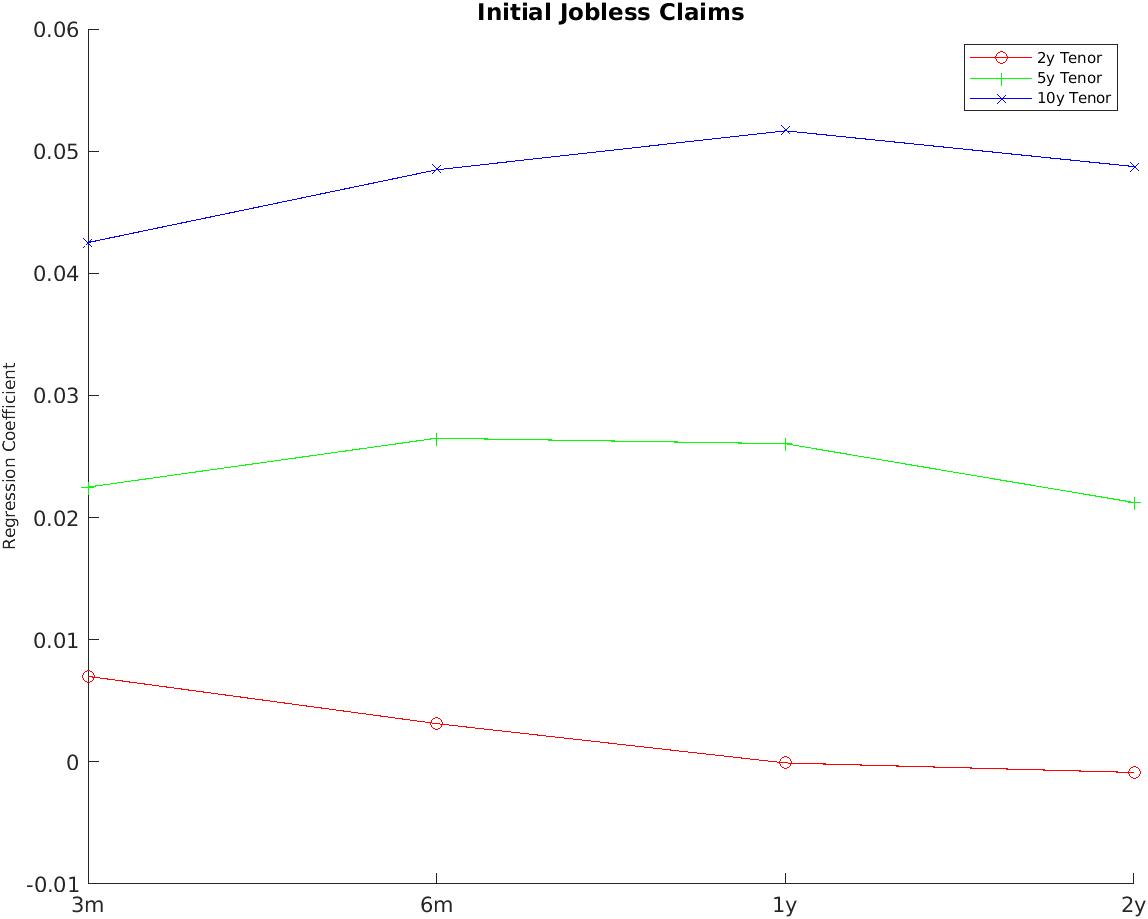 Initial Jobless Claims
0.06
0.05
0.04
0.03
0.02
0.01
0
-0.01
Regression Coefficient
3m
6m
1y
2y
2y Tenor
5y Tenor
10y Tenor